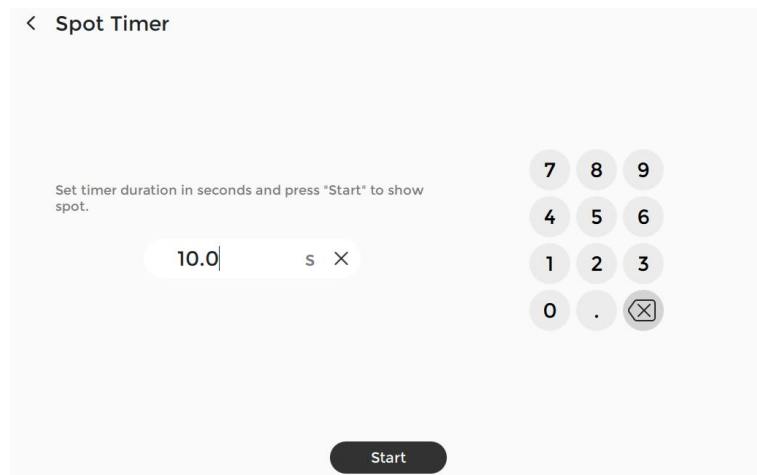 Spot Timer
Set timer duration in seconds and press "Start" to show
spot.
10.0 s
7 8 9
4 5 6
1 2 3
0 .
Start